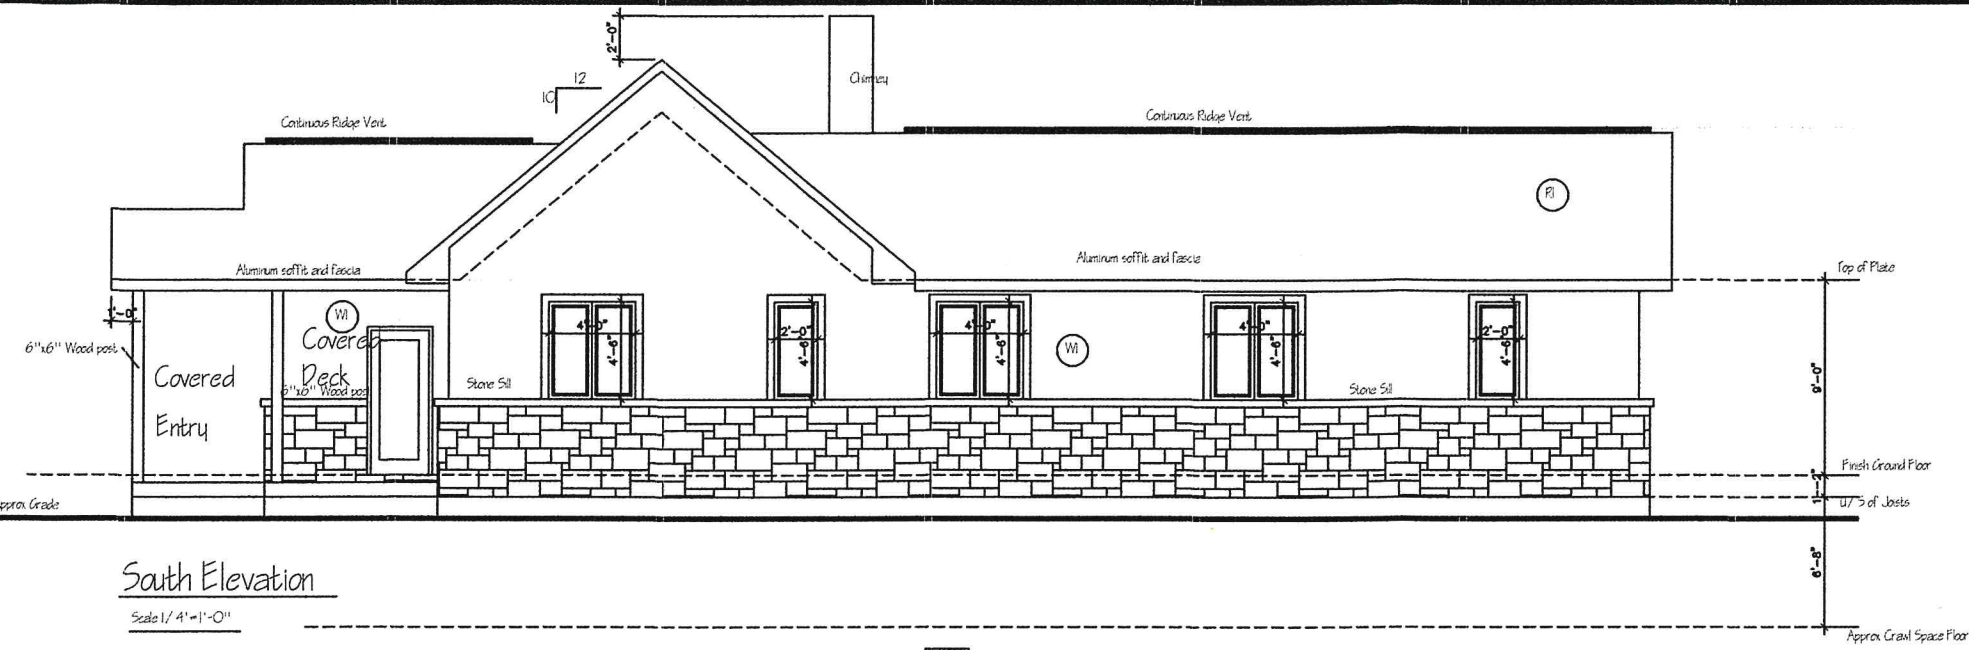 2'-0"
12
10
Chimney
Continuous Ridge Vent
Continuous Ridge Vent
R1
Aluminum soffit and fascia
Aluminum soffit and fascia
Top of Plate
1'-0"
W1
4'-0"
4'-6"
2'-0"
4'-6"
4'-0"
4'-6"
W1
4'-0"
4'-6"
2'-0"
4'-6"
6"x6" Wood post
Covered
Entry
Covered
Deck
6"x6" Wood post
Stone Sill
Stone Sill
9'-0"
Finish Ground Floor
1'-2"
U/S of Joists
pprox Grade
6'-8"
South Elevation
Scale 1/4"=1'-0"
Approx Crawl Space Floor